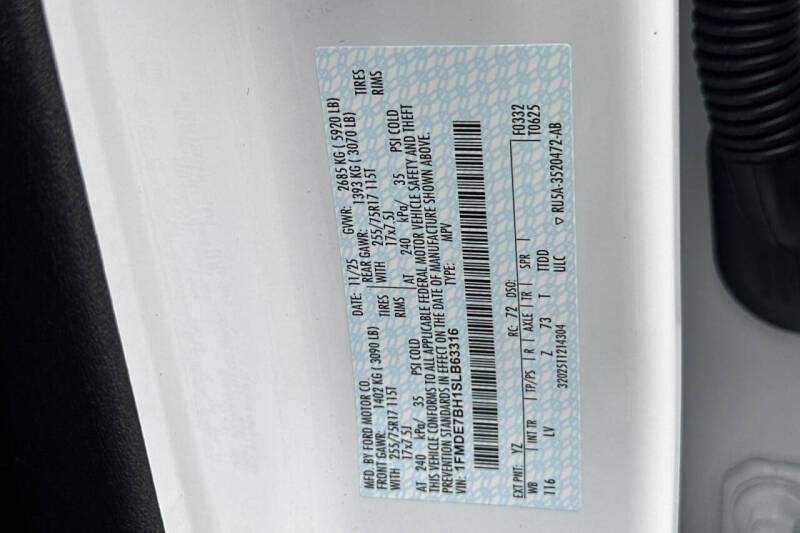 MFD. BY FORD MOTOR CO.
DATE: 11/25 GVWR: 2685 KG ( 5920 LB)
FRONT GAWR: 1402 KG (3090 LB) REAR GAWR: 1393 KG ( 3070 LB)
WITH 255/75R17 115T TIRES WITH 255/75R17 115T TIRES
17x7.5J RIMS 17x7.5J RIMS
AT 240 kPa/ 35 PSI COLD AT 240 kPa/ 35 PSI COLD
THIS VEHICLE CONFORMS TO ALL APPLICABLE FEDERAL MOTOR VEHICLE SAFETY AND THEFT
PREVENTION STANDARDS IN EFFECT ON THE DATE OF MANUFACTURE SHOWN ABOVE.
VIN: 1FMDE7BH1SLB63316 TYPE: MPV
F0332
T0625
EXT PNT: YZ RC: 72 DSO:
WB INT TR TP/PS R AXLE TR SPR
116 LV Z 73 T TTDD
3202511214304 ULC
▽ RU5A-3520472-AB